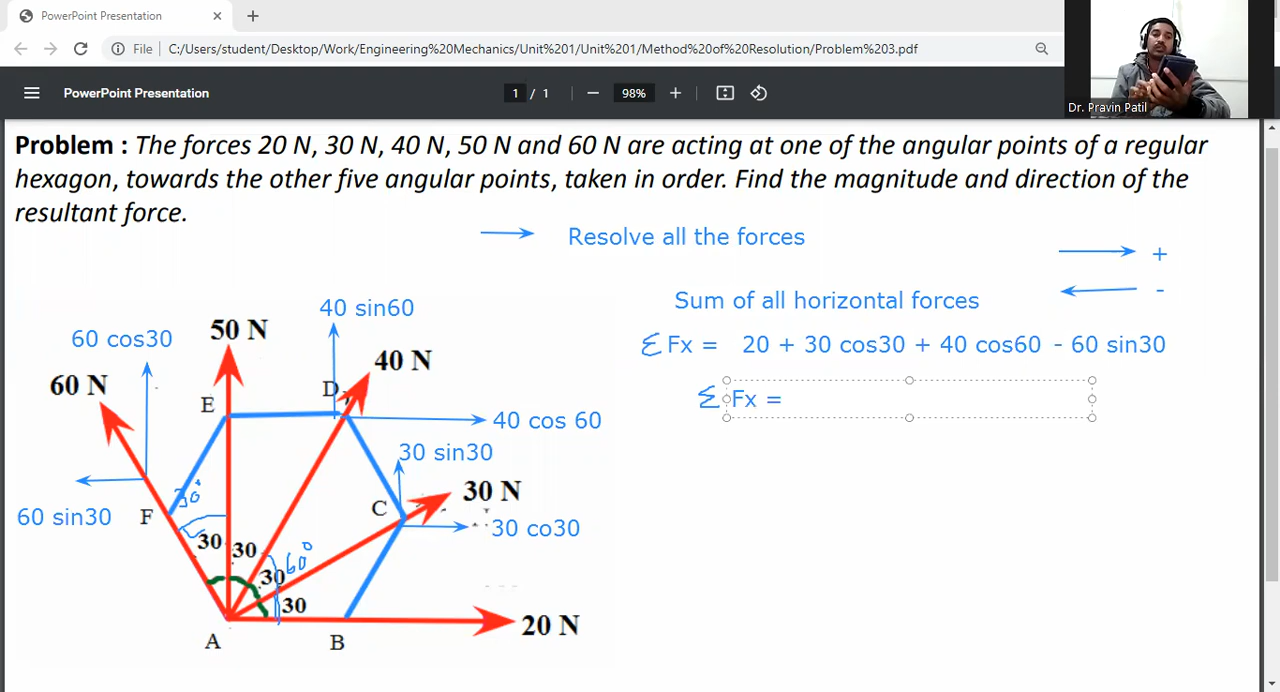 PowerPoint Presentation
File | C:/Users/student/Desktop/Work/Engineering%20Mechanics/Unit%201/Unit%201/Method%20of%20Resolution/Problem%203.pdf
PowerPoint Presentation
1 / 1
98%
Dr. Pravin Patil
Problem : The forces 20 N, 30 N, 40 N, 50 N and 60 N are acting at one of the angular points of a regular
hexagon, towards the other five angular points, taken in order. Find the magnitude and direction of the
resultant force.
Resolve all the forces
+
-
Sum of all horizontal forces
Σ Fx = 20 + 30 cos30 + 40 cos60 - 60 sin30
Σ Fx =
40 sin60
60 cos30
50 N
40 N
60 N
D
E
40 cos 60
30 sin30
30 N
30°
C
60 sin30
F
30 co30
30
30
60°
30
30
20 N
A
B